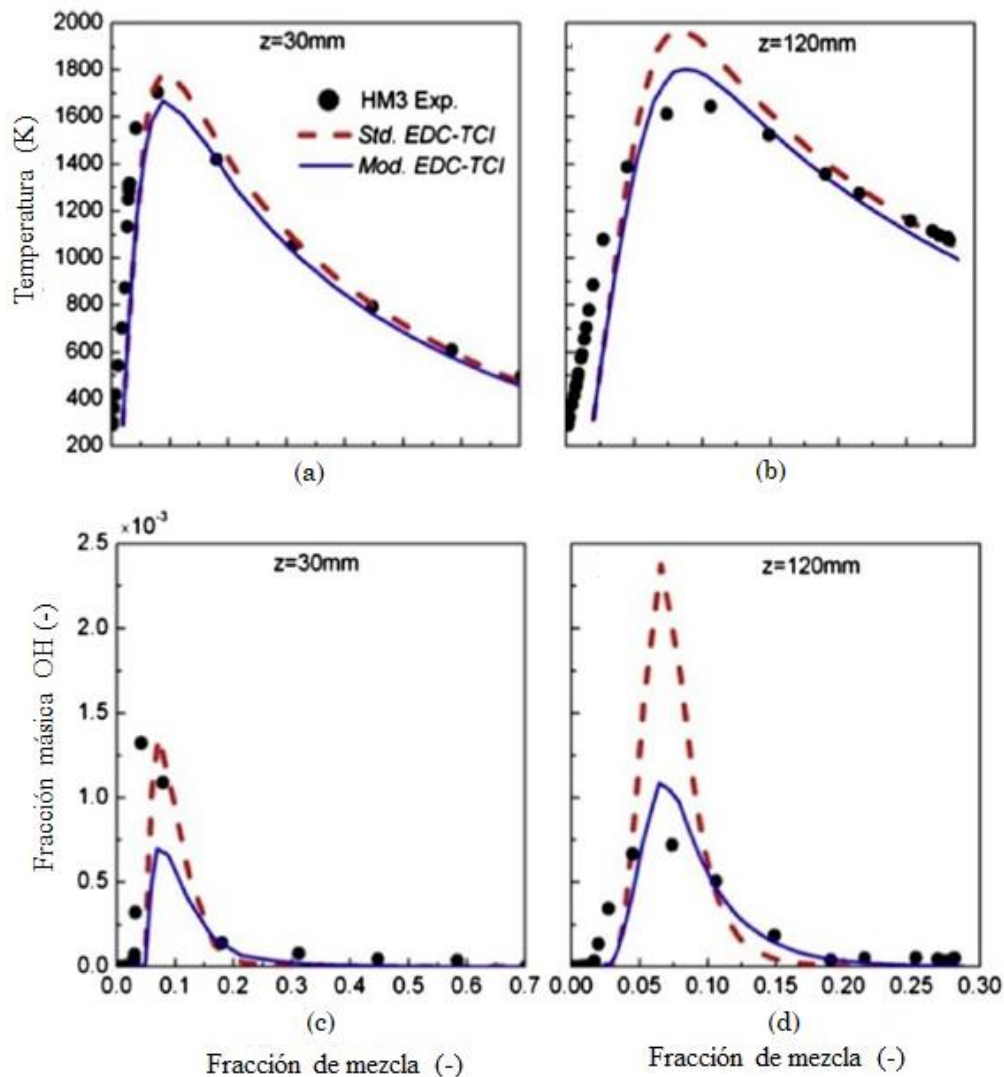 2000
1800
1600
1400
1200
1000
800
600
400
200
Temperatura (K)
z=30mm
HM3 Exp.
Std. EDC-TCI
Mod. EDC-TCI
(a)
z=120mm
(b)
×10⁻³
2.5
2.0
1.5
1.0
0.5
0.0
Fracción másica OH (-)
z=30mm
0.0 0.1 0.2 0.3 0.4 0.5 0.6 0.7
(c)
Fracción de mezcla (-)
z=120mm
0.00 0.05 0.10 0.15 0.20 0.25 0.30
(d)
Fracción de mezcla (-)